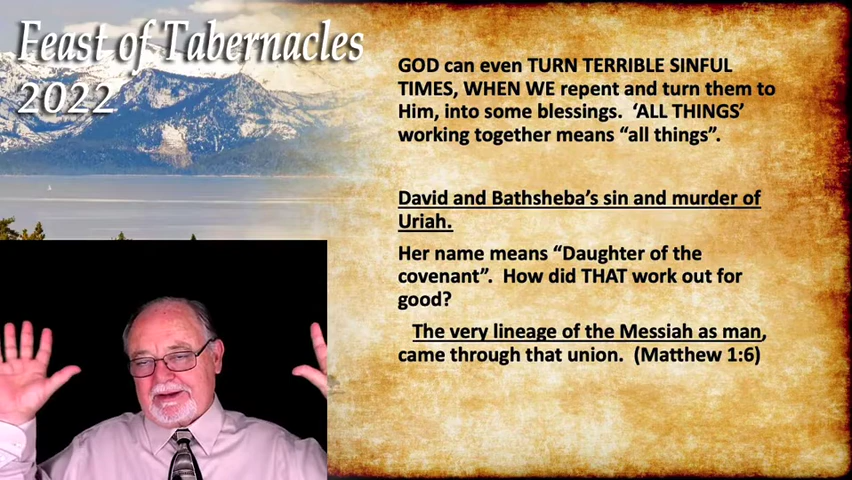 Feast of Tabernacles
2022
GOD can even TURN TERRIBLE SINFUL
TIMES, WHEN WE repent and turn them to
Him, into some blessings. ‘ALL THINGS’
working together means “all things”.
David and Bathsheba’s sin and murder of
Uriah.
Her name means “Daughter of the
covenant”. How did THAT work out for
good?
The very lineage of the Messiah as man,
came through that union. (Matthew 1:6)